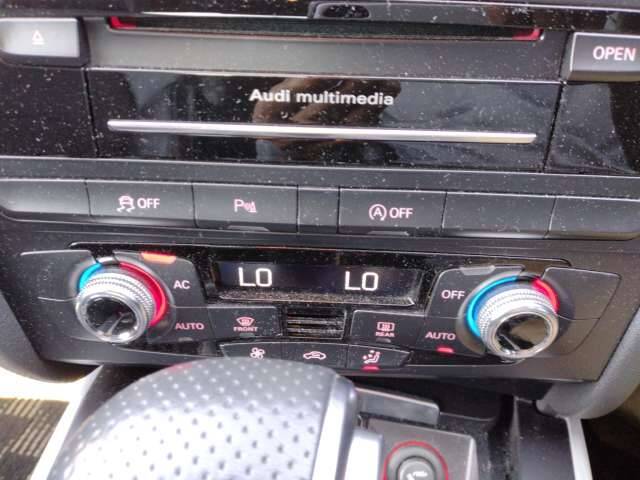 OPEN
Audi multimedia
OFF
P
A OFF
AC
LO
LO
OFF
AUTO
FRONT
REAR
AUTO